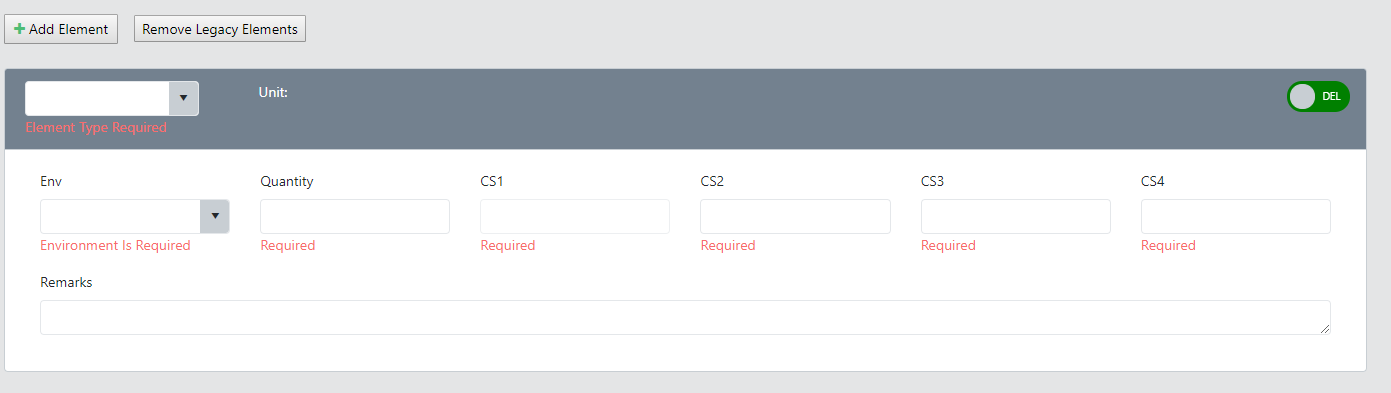 Add Element Remove Legacy Elements
Unit: DEL
Element Type Required
Env Quantity CS1 CS2 CS3 CS4
Environment Is Required Required Required Required Required Required
Remarks